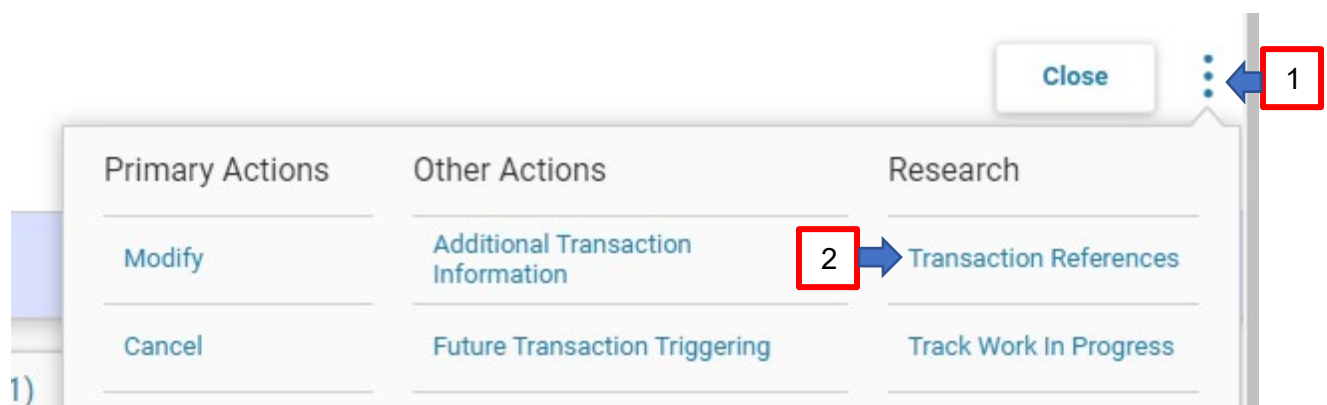 Close
1
Primary Actions
Other Actions
Research
Modify
Additional Transaction
Information
2
Transaction References
Cancel
Future Transaction Triggering
Track Work In Progress
1)